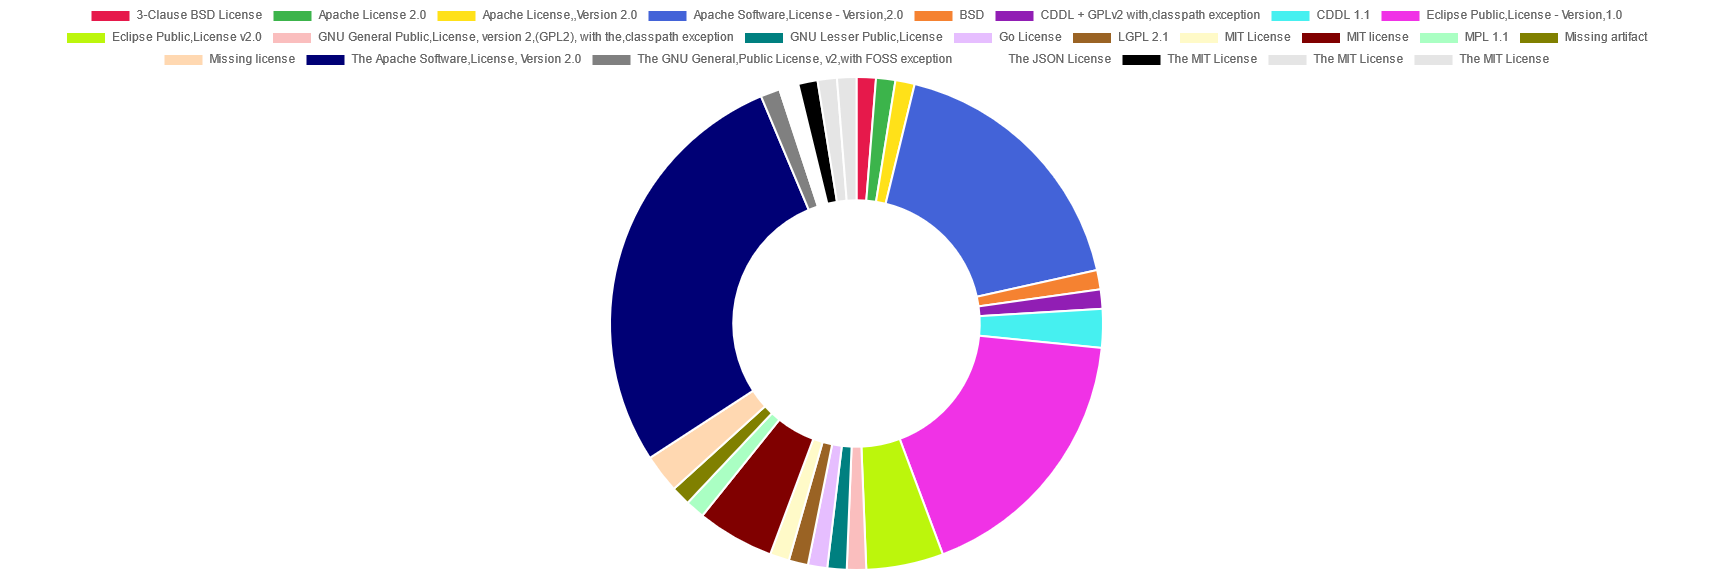 3-Clause BSD License Apache License 2.0 Apache License,,Version 2.0 Apache Software,License - Version,2.0 BSD CDDL + GPLv2 with,classpath exception CDDL 1.1 Eclipse Public,License - Version,1.0
Eclipse Public,License v2.0 GNU General Public,License, version 2,(GPL2), with the,classpath exception GNU Lesser Public,License Go License LGPL 2.1 MIT License MIT license MPL 1.1 Missing artifact
Missing license The Apache Software,License, Version 2.0 The GNU General,Public License, v2,with FOSS exception The JSON License The MIT License The MIT License The MIT License